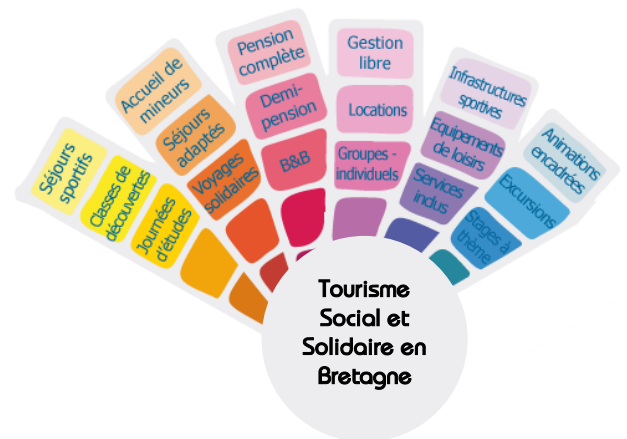 Séjours
sportifs
Classes de
découvertes
Journées
d'études
Accueil de
mineurs
Séjours
adaptés
Voyages
solidaires
Pension
complète
Demi-
pension
B&B
Gestion
libre
Locations
Groupes -
individuels
Infrastructures
sportives
Equipements
de loisirs
Services
inclus
Animations
encadrées
Excursions
Stages à
thème
Tourisme
Social et
Solidaire en
Bretagne